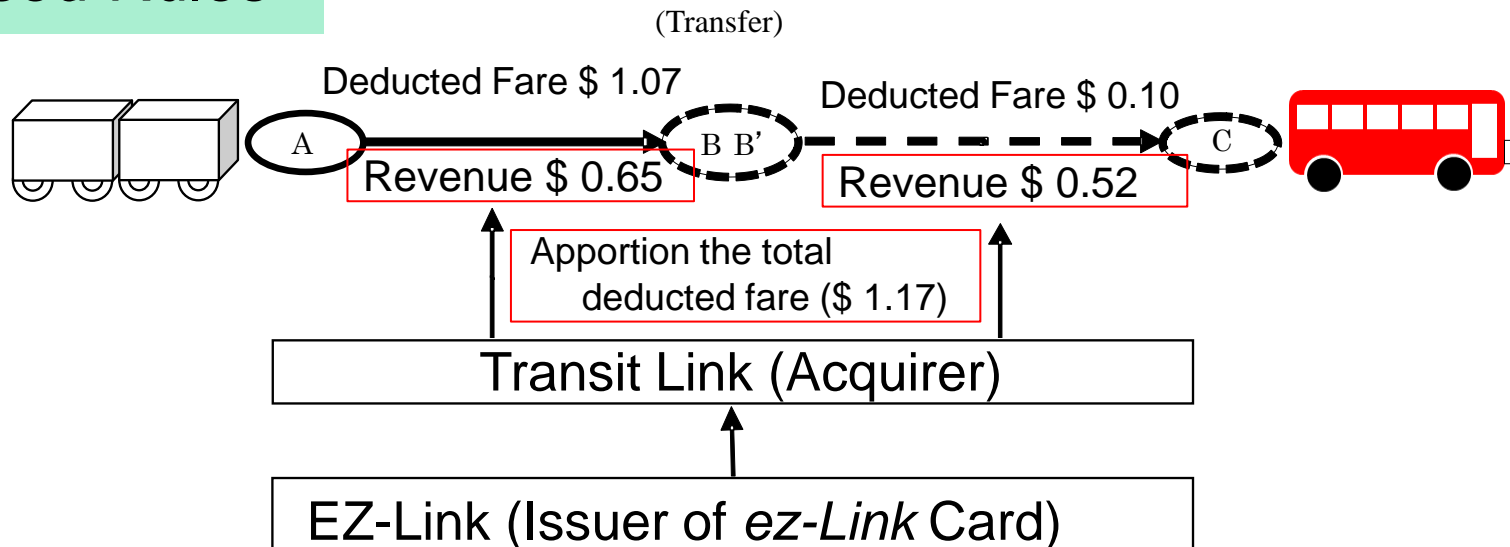 (Transfer)
Deducted Fare $ 1.07
Deducted Fare $ 0.10
A
B B’
C
Revenue $ 0.65
Revenue $ 0.52
Apportion the total
deducted fare ($ 1.17)
Transit Link (Acquirer)
EZ-Link (Issuer of ez-Link Card)